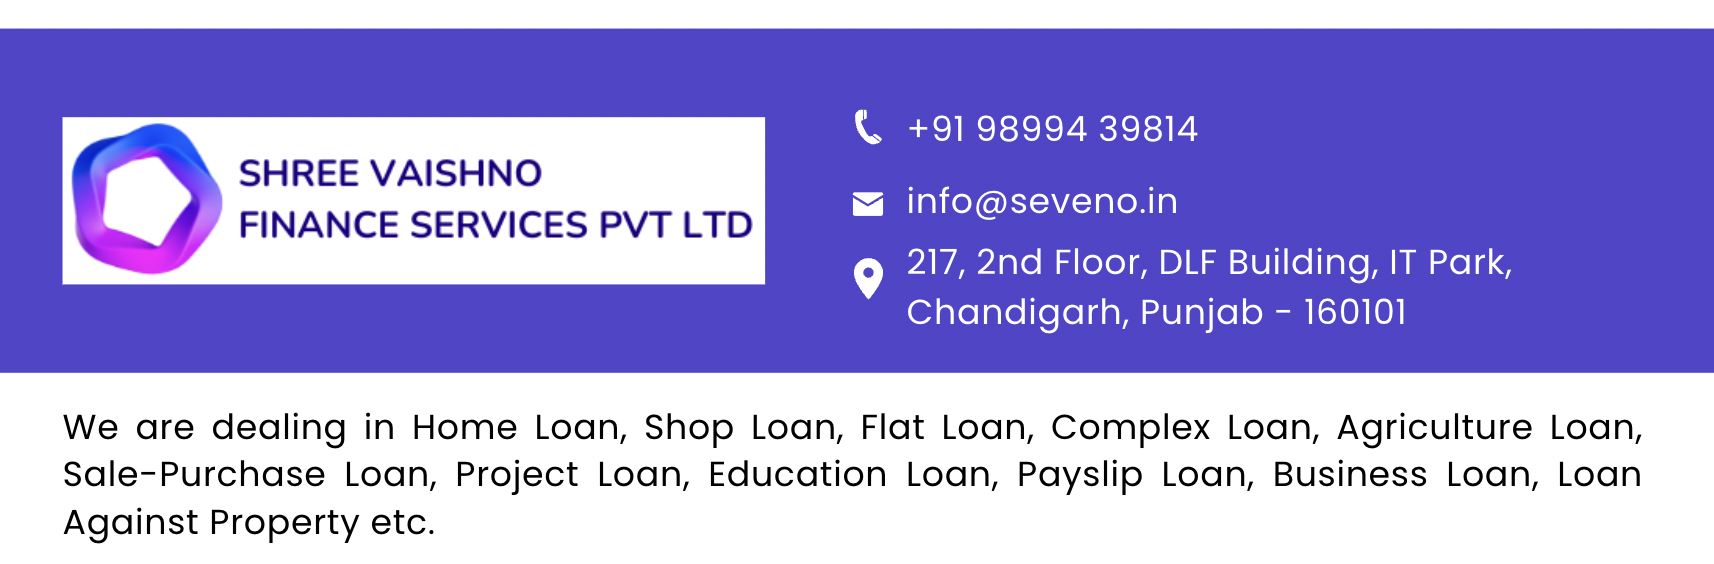 SHREE VAISHNO
FINANCE SERVICES PVT LTD
+91 98994 39814
info@seveno.in
217, 2nd Floor, DLF Building, IT Park,
Chandigarh, Punjab - 160101
We are dealing in Home Loan, Shop Loan, Flat Loan, Complex Loan, Agriculture Loan,
Sale-Purchase Loan, Project Loan, Education Loan, Payslip Loan, Business Loan, Loan
Against Property etc.